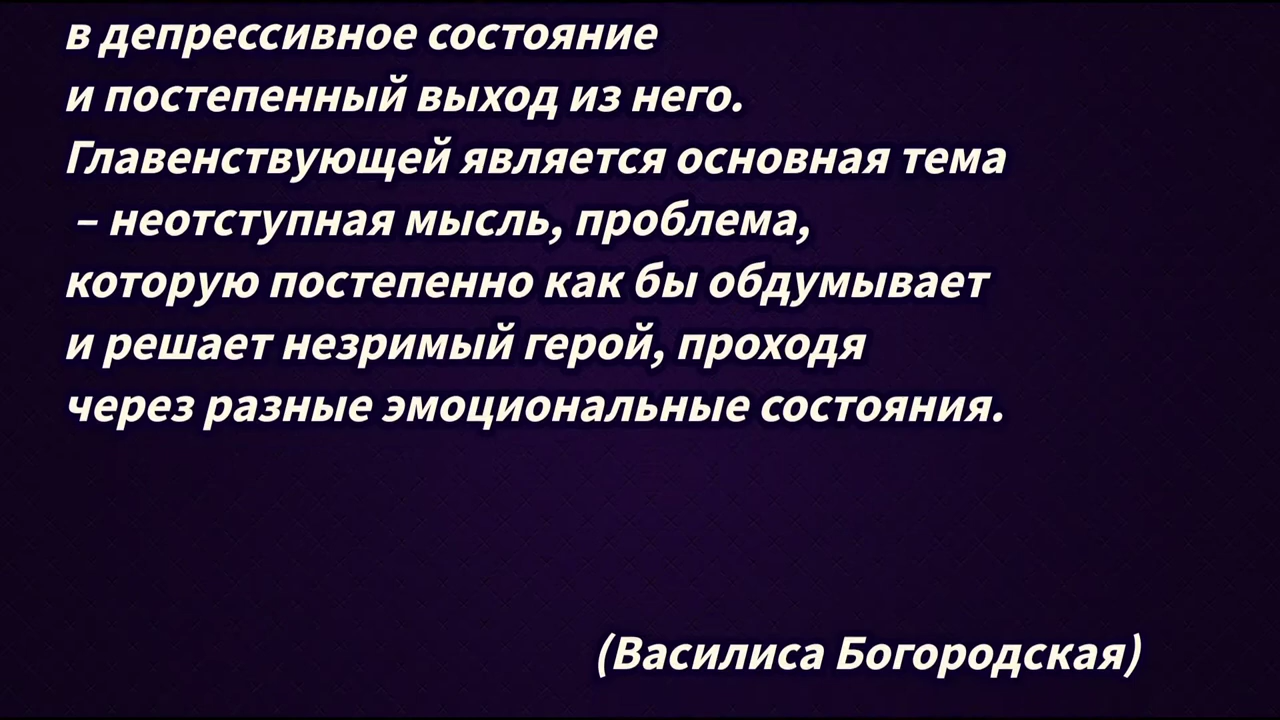 в депрессивное состояние
и постепенный выход из него.
Главенствующей является основная тема
– неотступная мысль, проблема,
которую постепенно как бы обдумывает
и решает незримый герой, проходя
через разные эмоциональные состояния.
(Василиса Богородская)